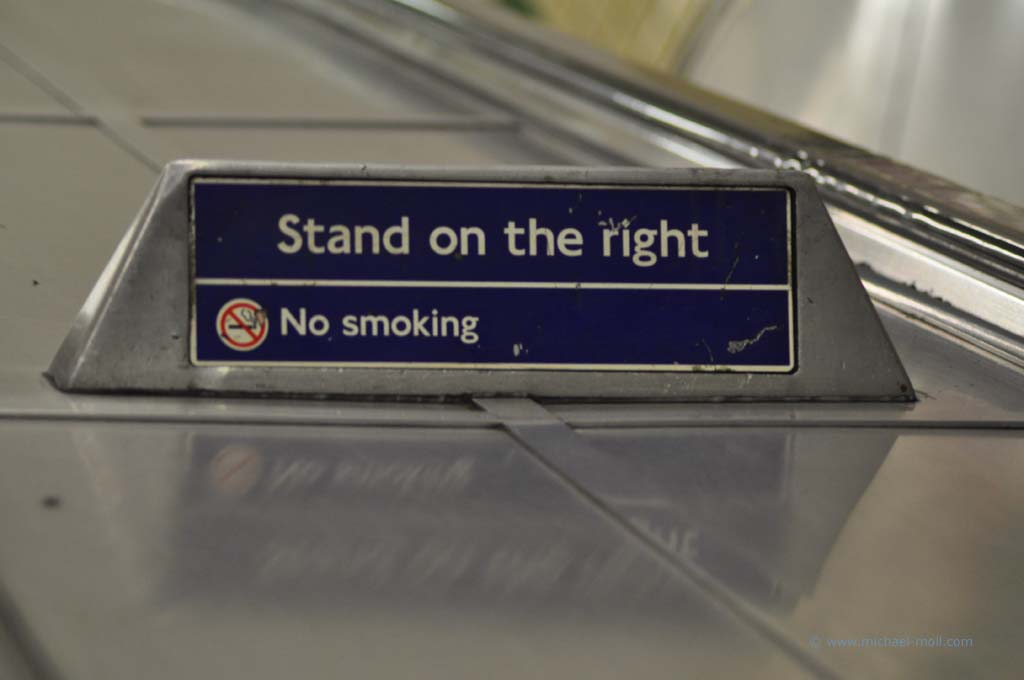 Stand on the right
No smoking
© www.michael-moll.com